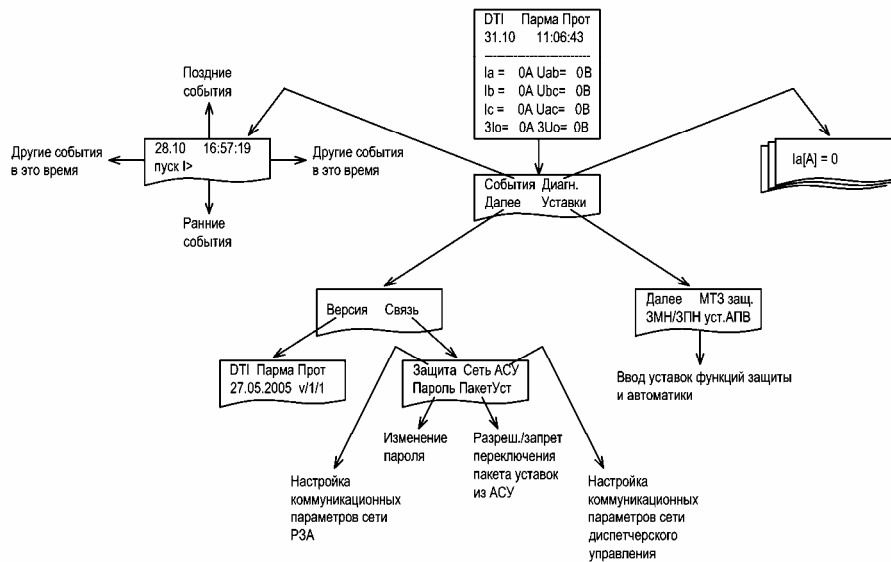 DTI Парма Прот
31.10 11:06:43
Ia = 0A Uab= 0B
Ib = 0A Ubc= 0B
Ic = 0A Uac= 0B
3Io= 0A 3Uo= 0B
Поздние
события
28.10 16:57:19
пуск I>
Другие события
в это время
Другие события
в это время
Ранние
события
Ia[A] = 0
События Диагн.
Далее Уставки
Версия Связь
Далее МТЗ защ.
ЗМН/ЗПН уст.АПВ
DTI Парма Прот
27.05.2005 v/1/1
Защита Сеть АСУ
Пароль ПакетУст
Ввод уставок функций защиты
и автоматики
Изменение
пароля
Разреш./запрет
переключения
пакета уставок
из АСУ
Настройка
коммуникационных
параметров сети
РЗА
Настройка
коммуникационных
параметров сети
диспетчерского
управления